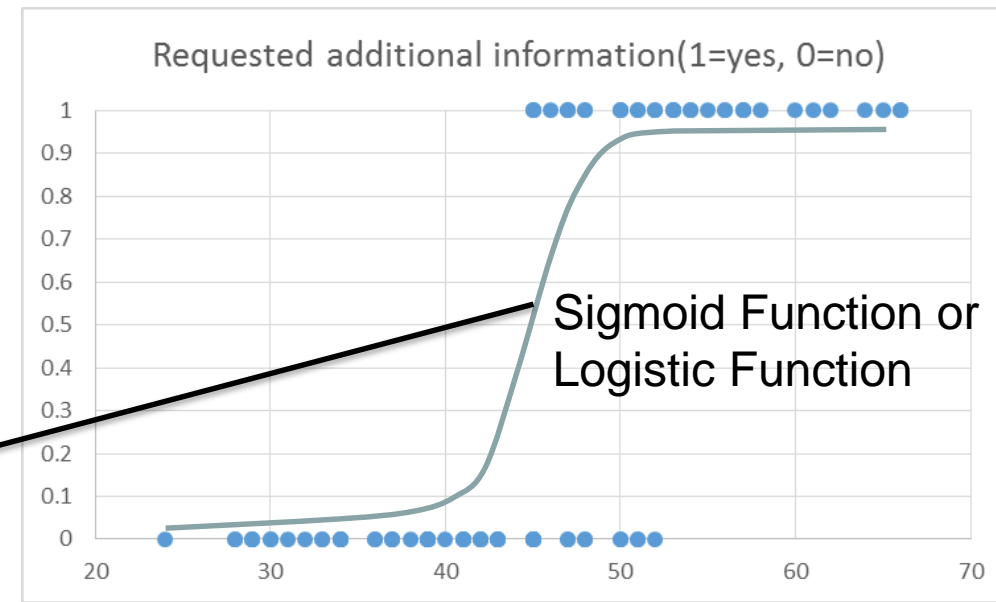 Requested additional information(1=yes, 0=no)
1
0.9
0.8
0.7
0.6
0.5
0.4
0.3
0.2
0.1
0
20 30 40 50 60 70
Sigmoid Function or
Logistic Function